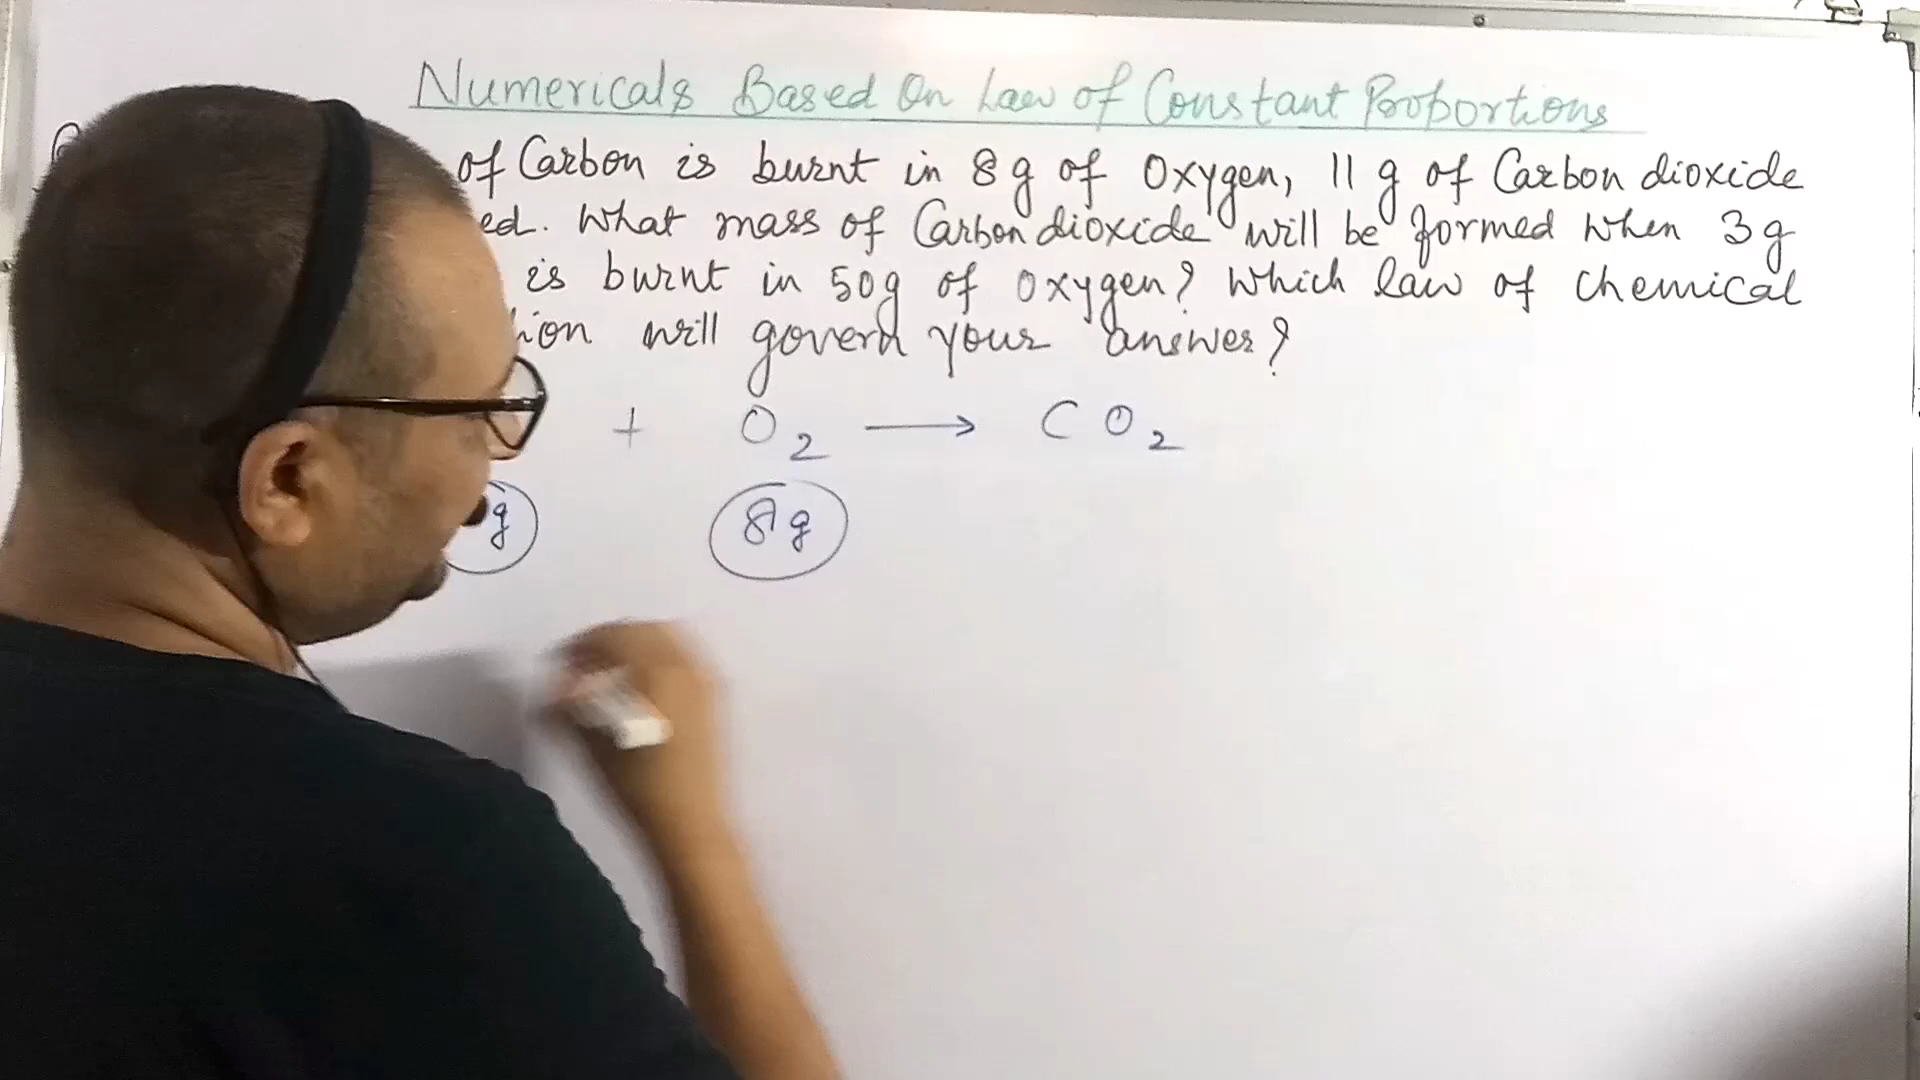 Numericals Based On Law of Constant Proportions
of Carbon is burnt in 8g of Oxygen, 11 g of Carbon dioxide
ed. What mass of Carbon dioxide will be formed when 3g
is burnt in 50g of oxygen? Which law of chemical
will govern your answer?
+ O2 → CO2
g 8g